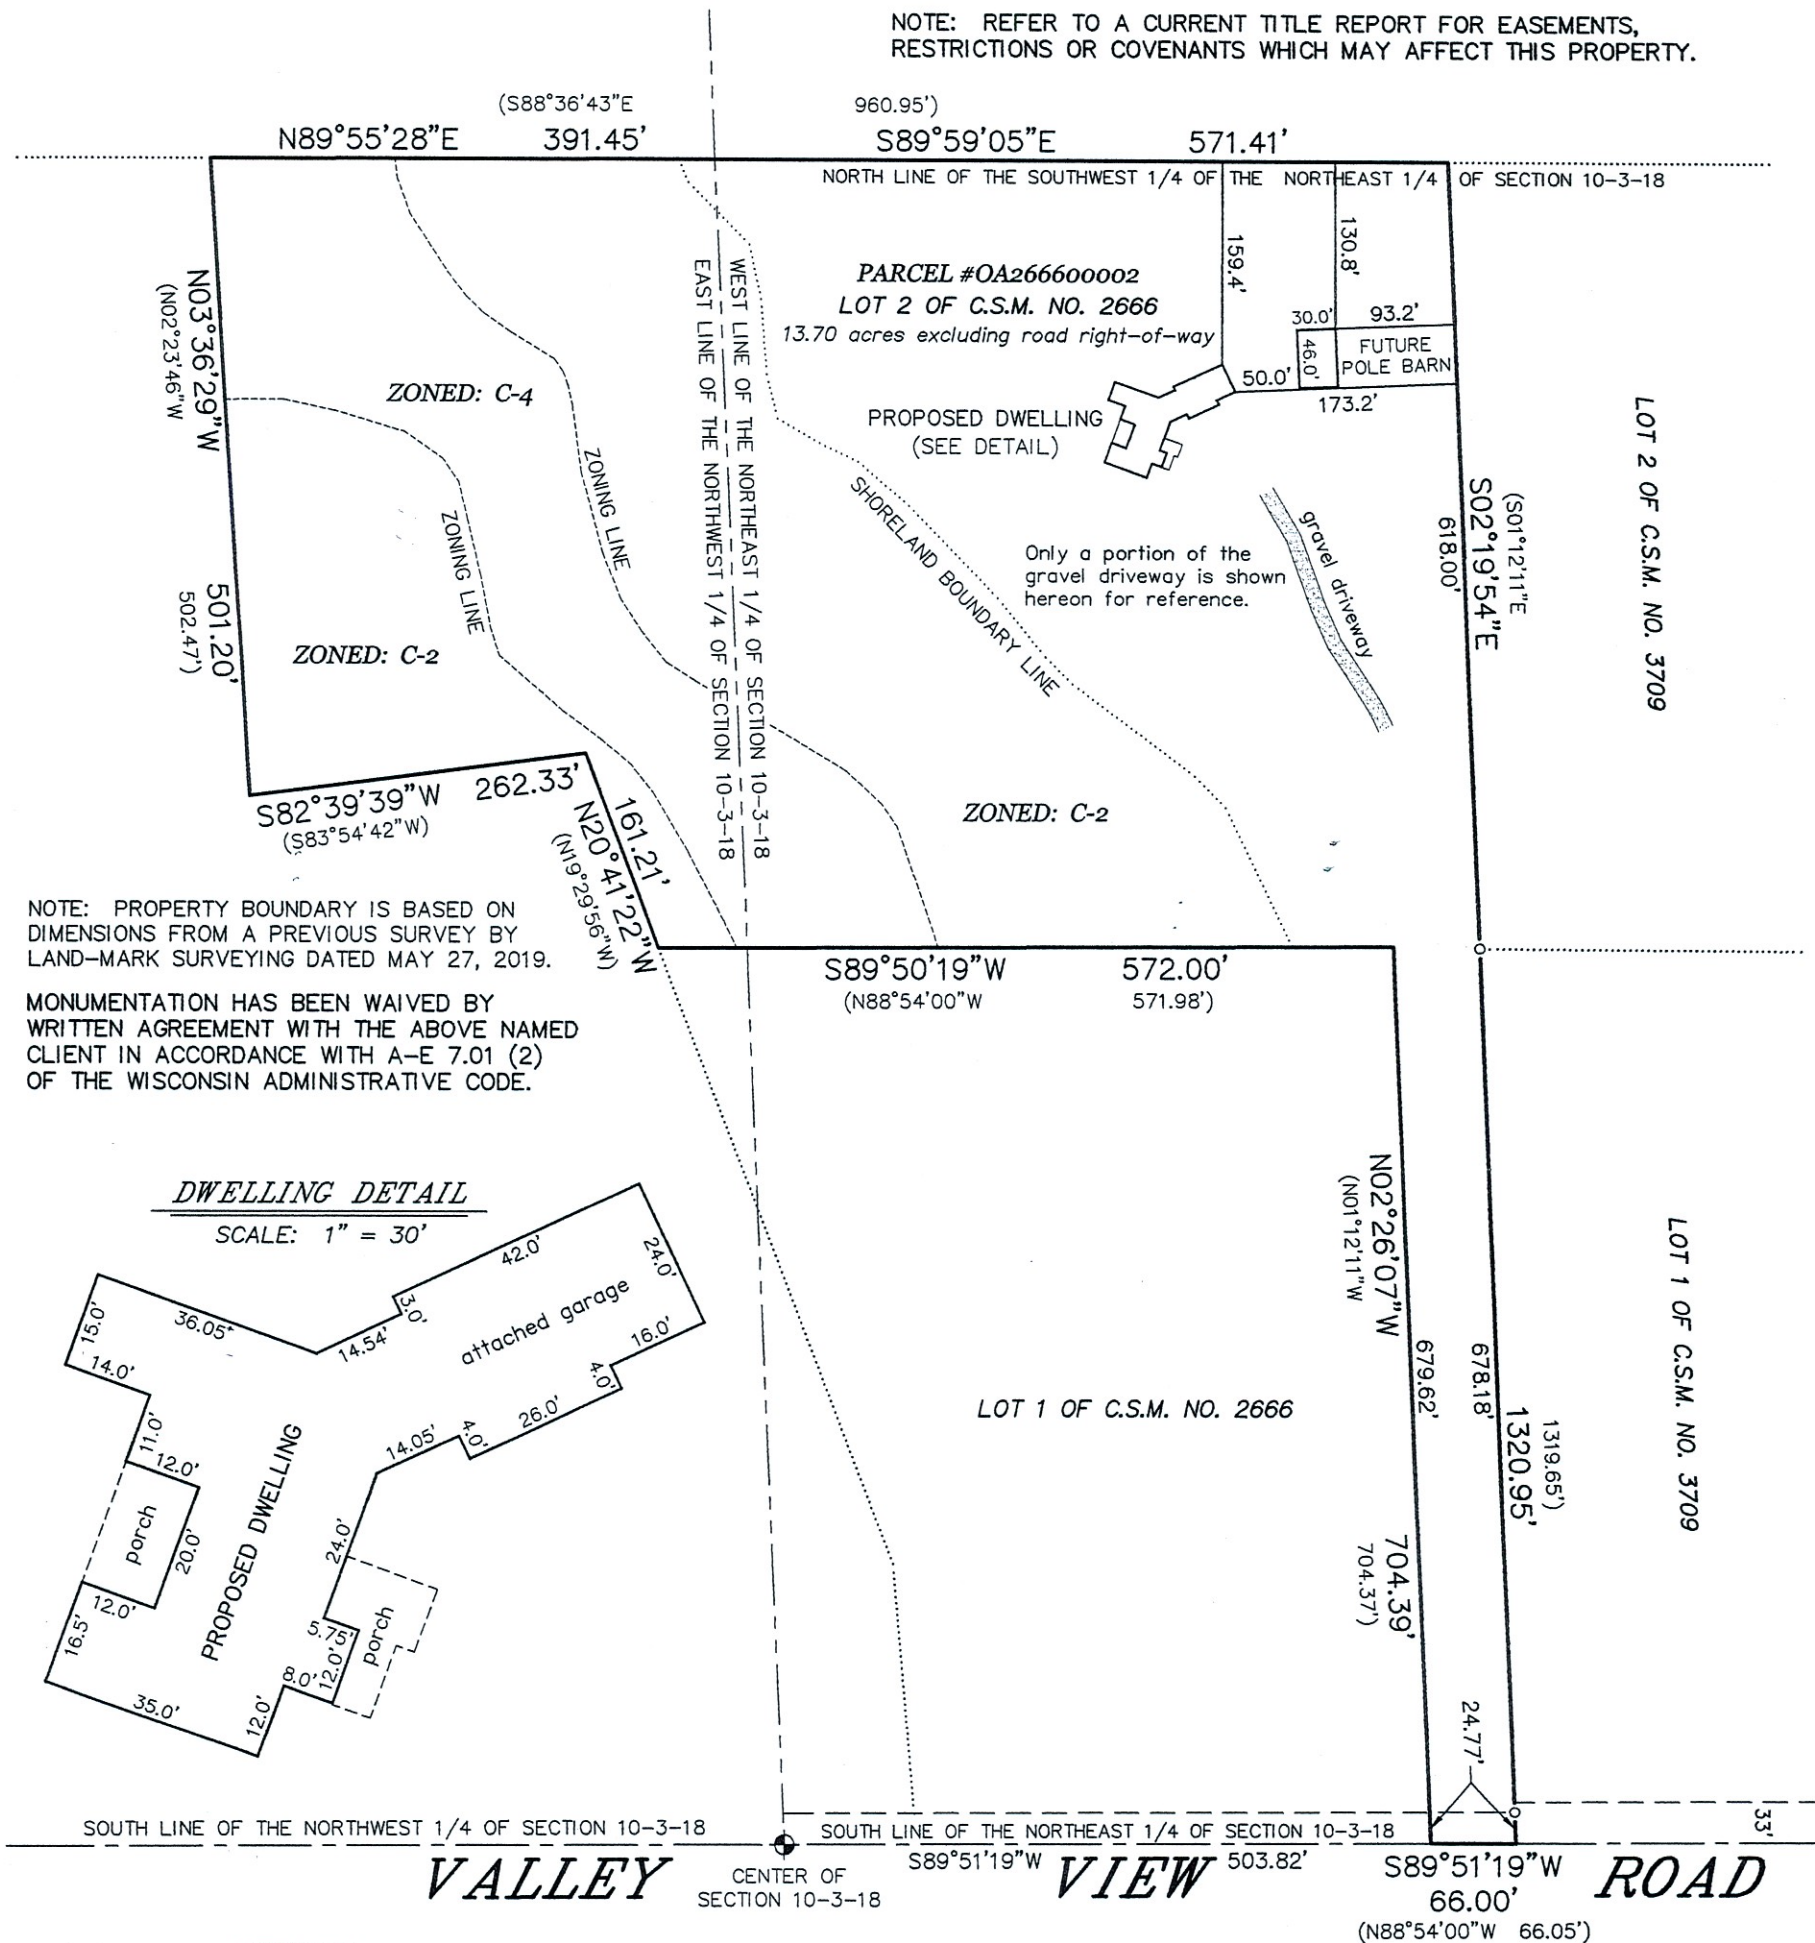 NOTE: REFER TO A CURRENT TITLE REPORT FOR EASEMENTS,
RESTRICTIONS OR COVENANTS WHICH MAY AFFECT THIS PROPERTY.
(S88°36'43"E 960.95')
N89°55'28"E 391.45'
S89°59'05"E 571.41'
NORTH LINE OF THE SOUTHWEST 1/4 OF THE NORTHEAST 1/4 OF SECTION 10-3-18
N03°36'29"W 501.20'
(N02°23'46"W 502.47')
ZONED: C-4
ZONING LINE
ZONING LINE
ZONED: C-2
EAST LINE OF THE NORTHWEST 1/4 OF SECTION 10-3-18
WEST LINE OF THE NORTHEAST 1/4 OF SECTION 10-3-18
PARCEL #OA266600002
LOT 2 OF C.S.M. NO. 2666
13.70 acres excluding road right-of-way
159.4'
130.8'
30.0'
93.2'
46.0'
FUTURE
POLE BARN
50.0'
173.2'
PROPOSED DWELLING
(SEE DETAIL)
SHORELAND BOUNDARY LINE
Only a portion of the
gravel driveway is shown
hereon for reference.
gravel driveway
618.00'
S02°19'54"E
(S01°12'11"E
LOT 2 OF C.S.M. NO. 3709
S82°39'39"W 262.33'
(S83°54'42"W)
161.21'
N20°41'22"W
(N19°29'56"W)
ZONED: C-2
S89°50'19"W 572.00'
(N88°54'00"W 571.98')
NOTE: PROPERTY BOUNDARY IS BASED ON
DIMENSIONS FROM A PREVIOUS SURVEY BY
LAND-MARK SURVEYING DATED MAY 27, 2019.
MONUMENTATION HAS BEEN WAIVED BY
WRITTEN AGREEMENT WITH THE ABOVE NAMED
CLIENT IN ACCORDANCE WITH A-E 7.01 (2)
OF THE WISCONSIN ADMINISTRATIVE CODE.
DWELLING DETAIL
SCALE: 1" = 30'
42.0'
24.0'
3.0'
attached garage
15.0'
36.05'
14.54'
16.0'
14.0'
4.0'
26.0'
4.0'
14.05'
11.0'
12.0'
porch
20.0'
PROPOSED DWELLING
24.0'
12.0'
16.5'
5.75'
porch
12.0'
8.0'
35.0'
12.0'
N02°26'07"W
(N01°12'11"W
679.62'
678.18'
1320.95'
1319.65')
704.39'
704.37')
LOT 1 OF C.S.M. NO. 2666
LOT 1 OF C.S.M. NO. 3709
24.77'
33'
SOUTH LINE OF THE NORTHWEST 1/4 OF SECTION 10-3-18
SOUTH LINE OF THE NORTHEAST 1/4 OF SECTION 10-3-18
S89°51'19"W 503.82'
VALLEY VIEW ROAD
CENTER OF
SECTION 10-3-18
S89°51'19"W
66.00'
(N88°54'00"W 66.05')